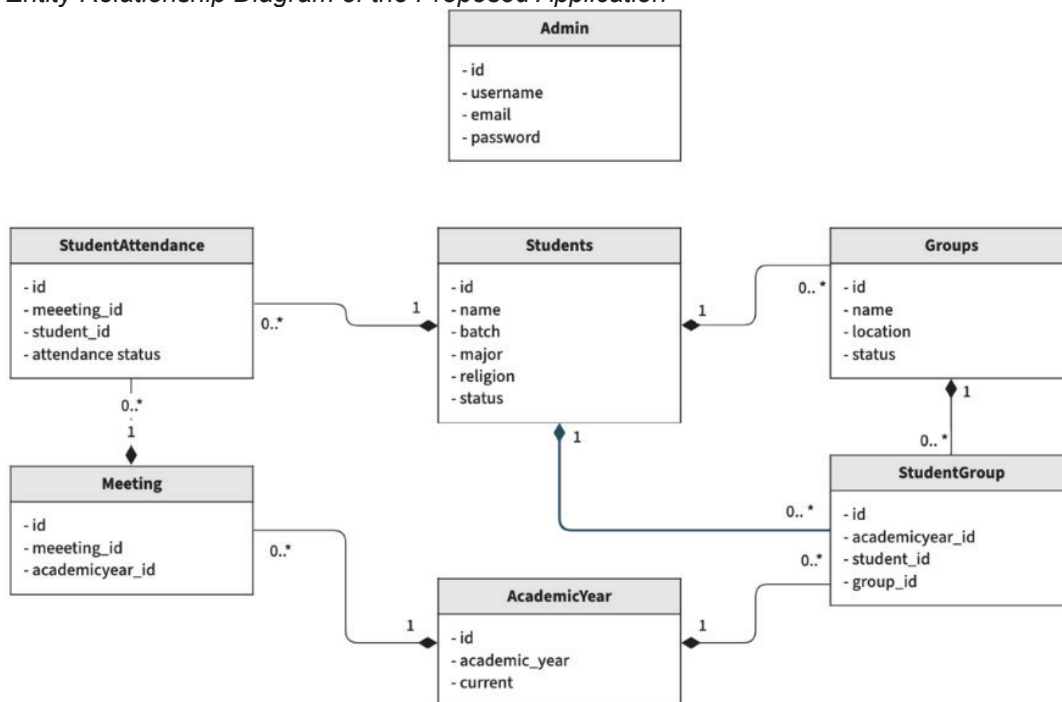 Entity Relationship Diagram of the Proposed Application
Admin
- id
- username
- email
- password
StudentAttendance
- id
- meeeting_id
- student_id
- attendance status
Students
- id
- name
- batch
- major
- religion
- status
Groups
- id
- name
- location
- status
0..*
1
1
0.. *
0..*
1
1
0.. *
1
Meeting
- id
- meeeting_id
- academicyear_id
StudentGroup
- id
- academicyear_id
- student_id
- group_id
0.. *
0..*
0..*
1
1
AcademicYear
- id
- academic_year
- current